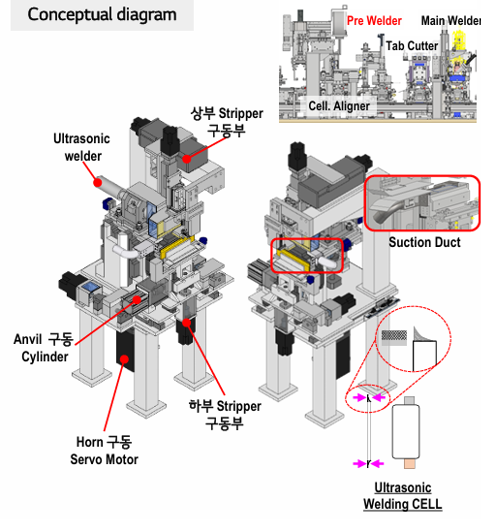 Conceptual diagram
Pre Welder
Main Welder
Tab Cutter
Cell. Aligner
상부 Stripper
구동부
Ultrasonic
welder
Suction Duct
Anvil 구동
Cylinder
하부 Stripper
구동부
Horn 구동
Servo Motor
Ultrasonic
Welding CELL